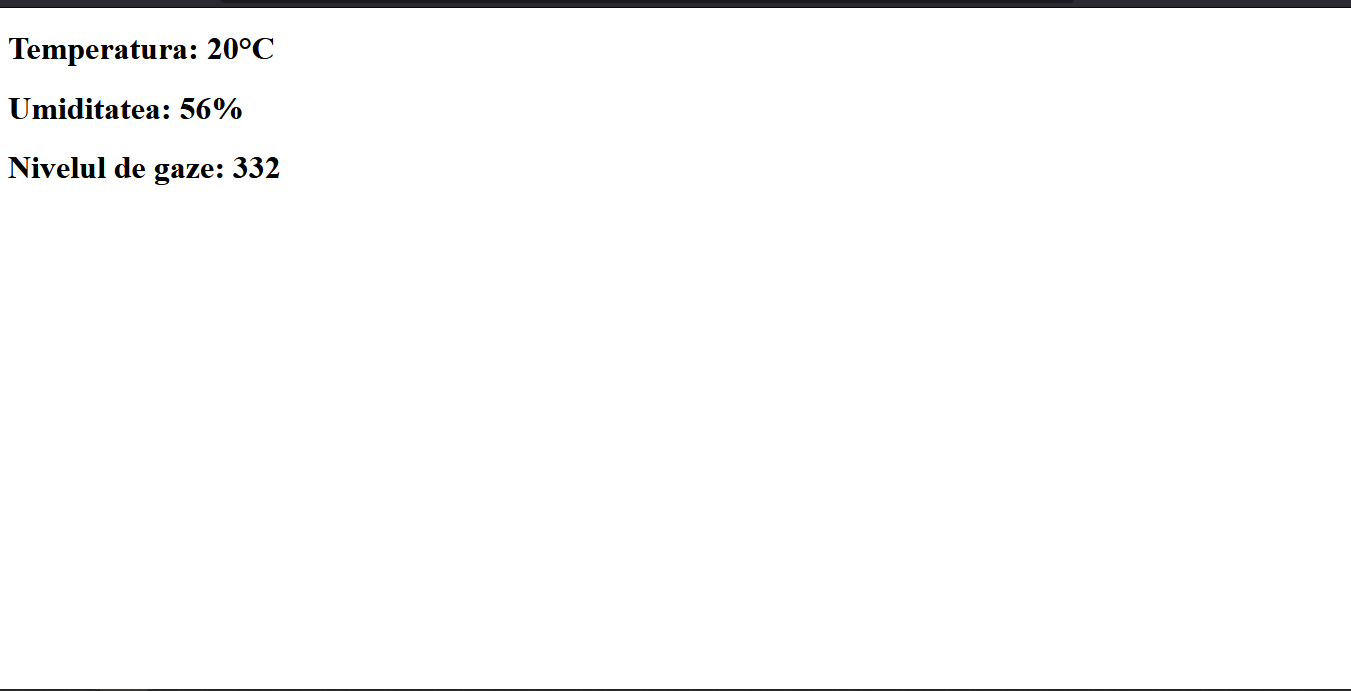 Temperatura: 20°C
Umiditatea: 56%
Nivelul de gaze: 332